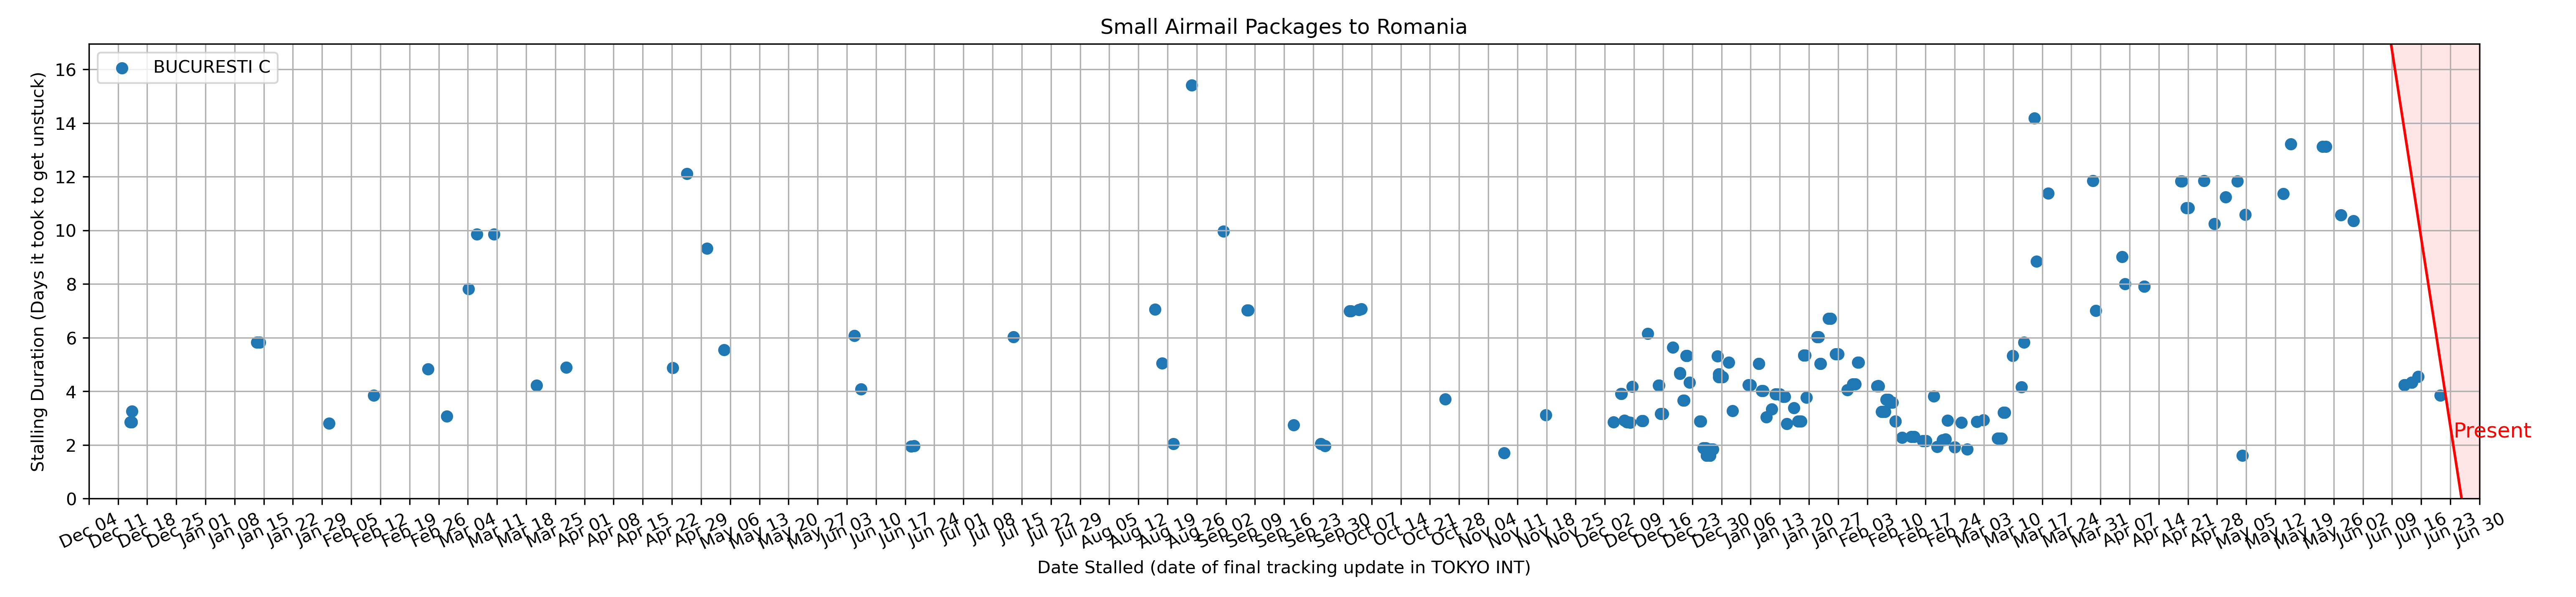 Small Airmail Packages to Romania
BUCURESTI C
Stalling Duration (Days it took to get unstuck)
16
14
12
10
8
6
4
2
0
Present
Dec 04 Dec 11 Dec 18 Dec 25 Jan 01 Jan 08 Jan 15 Jan 22 Jan 29 Feb 05 Feb 12 Feb 19 Feb 26 Mar 04 Mar 11 Mar 18 Mar 25 Apr 01 Apr 08 Apr 15 Apr 22 Apr 29 May 06 May 13 May 20 May 27 Jun 03 Jun 10 Jun 17 Jun 24 Jul 01 Jul 08 Jul 15 Jul 22 Jul 29 Aug 05 Aug 12 Aug 19 Aug 26 Sep 02 Sep 09 Sep 16 Sep 23 Sep 30 Oct 07 Oct 14 Oct 21 Oct 28 Nov 04 Nov 11 Nov 18 Nov 25 Dec 02 Dec 09 Dec 16 Dec 23 Dec 30 Jan 06 Jan 13 Jan 20 Jan 27 Feb 03 Feb 10 Feb 17 Feb 24 Mar 03 Mar 10 Mar 17 Mar 24 Mar 31 Apr 07 Apr 14 Apr 21 Apr 28 May 05 May 12 May 19 May 26 Jun 02 Jun 09 Jun 16 Jun 23 Jun 30
Date Stalled (date of final tracking update in TOKYO INT)